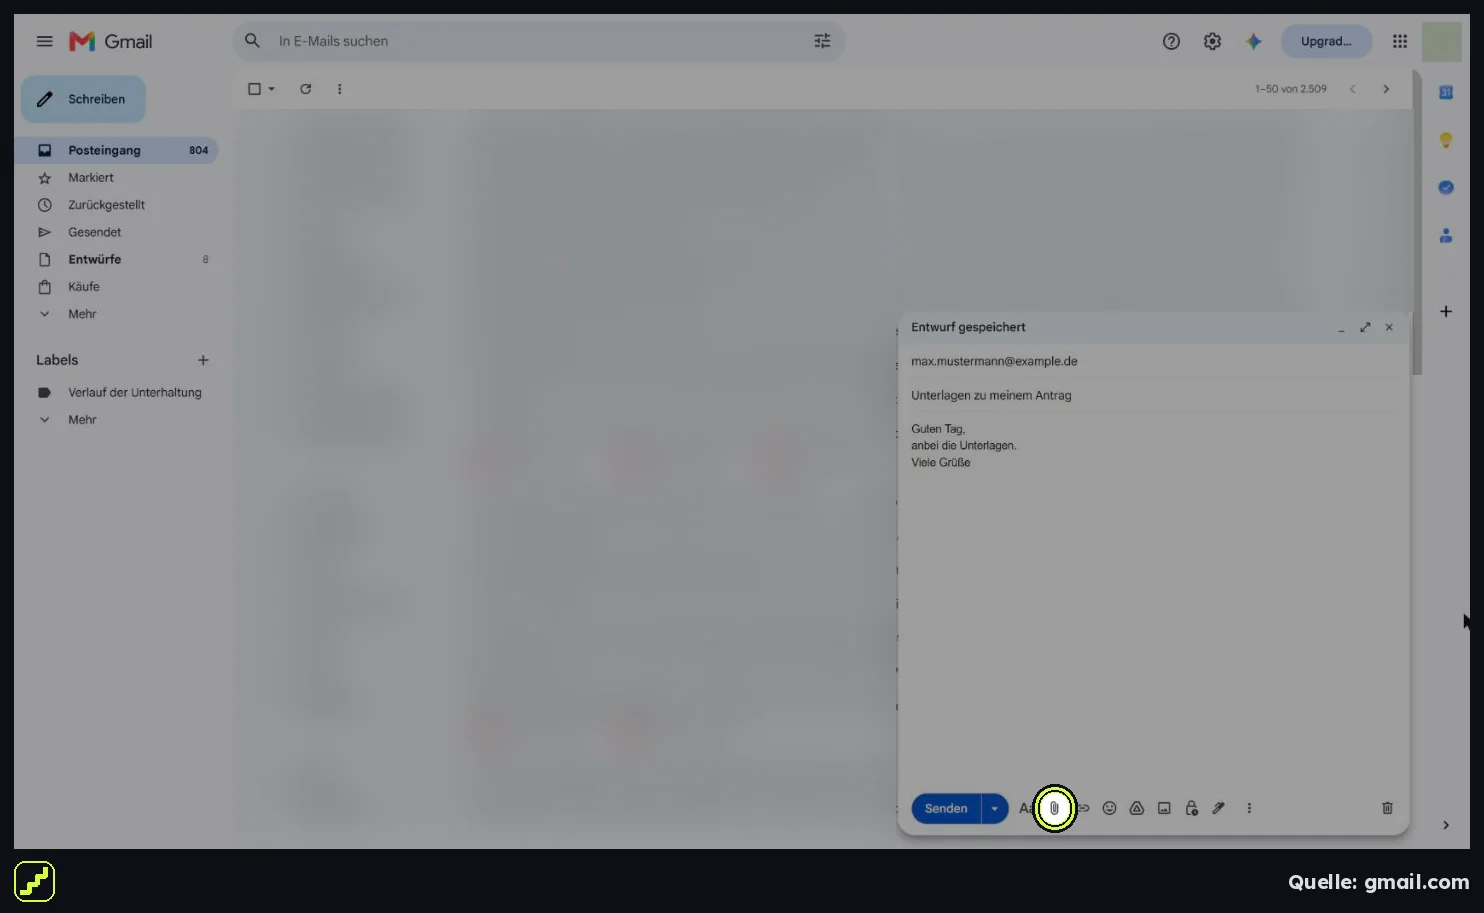 Gmail
In E-Mails suchen
Upgrad...
Schreiben
1–50 von 2.509
Posteingang 804
Markiert
Zurückgestellt
Gesendet
Entwürfe 8
Käufe
Mehr
Labels
Verlauf der Unterhaltung
Mehr
31
Entwurf gespeichert
max.mustermann@example.de
Unterlagen zu meinem Antrag
Guten Tag,
anbei die Unterlagen.
Viele Grüße
Senden
Quelle: gmail.com